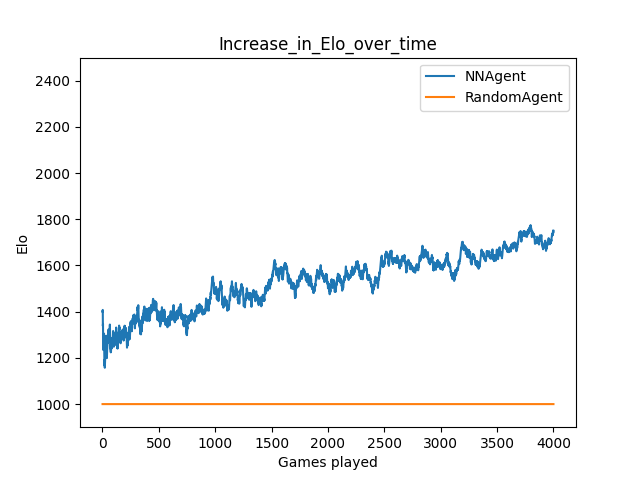 Increase_in_Elo_over_time
NNAgent
RandomAgent
Elo
2400
2200
2000
1800
1600
1400
1200
1000
0 500 1000 1500 2000 2500 3000 3500 4000
Games played